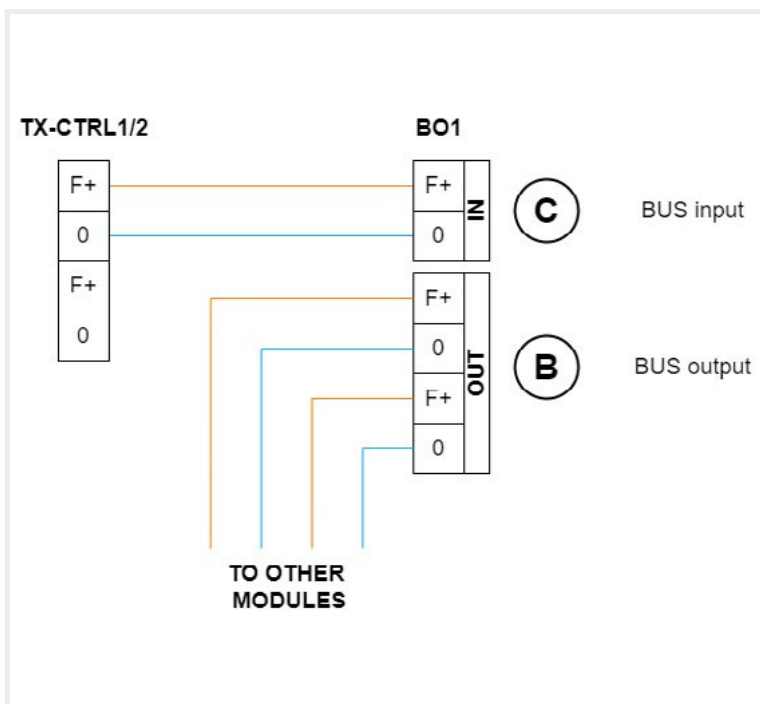 TX-CTRL1/2
BO1
F+
0
F+
0
F+
0
IN
C
BUS input
F+
0
F+
0
OUT
B
BUS output
TO OTHER
MODULES